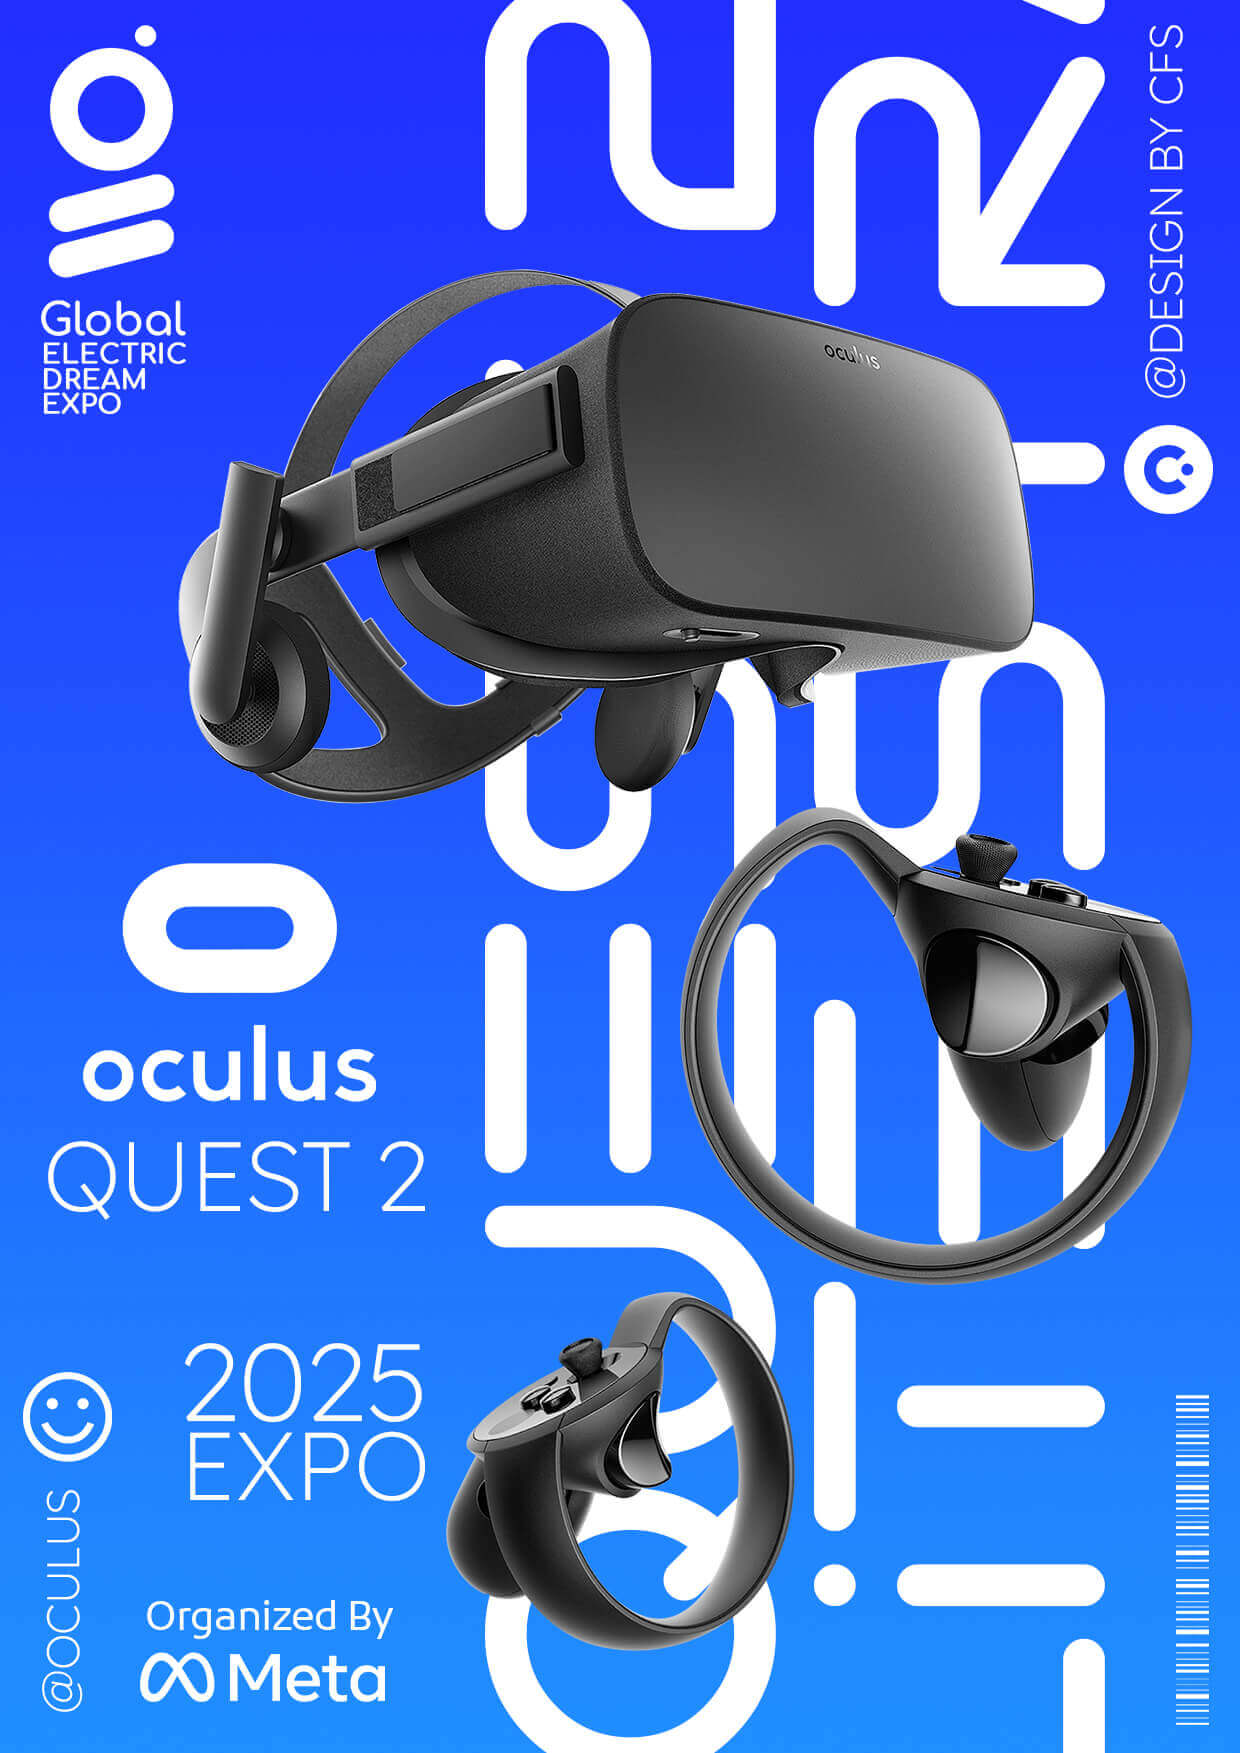 Global
ELECTRIC
DREAM
EXPO
@DESIGN BY CFS
oculus
oculus
QUEST 2
2025
EXPO
@OCULUS
Organized By
Meta